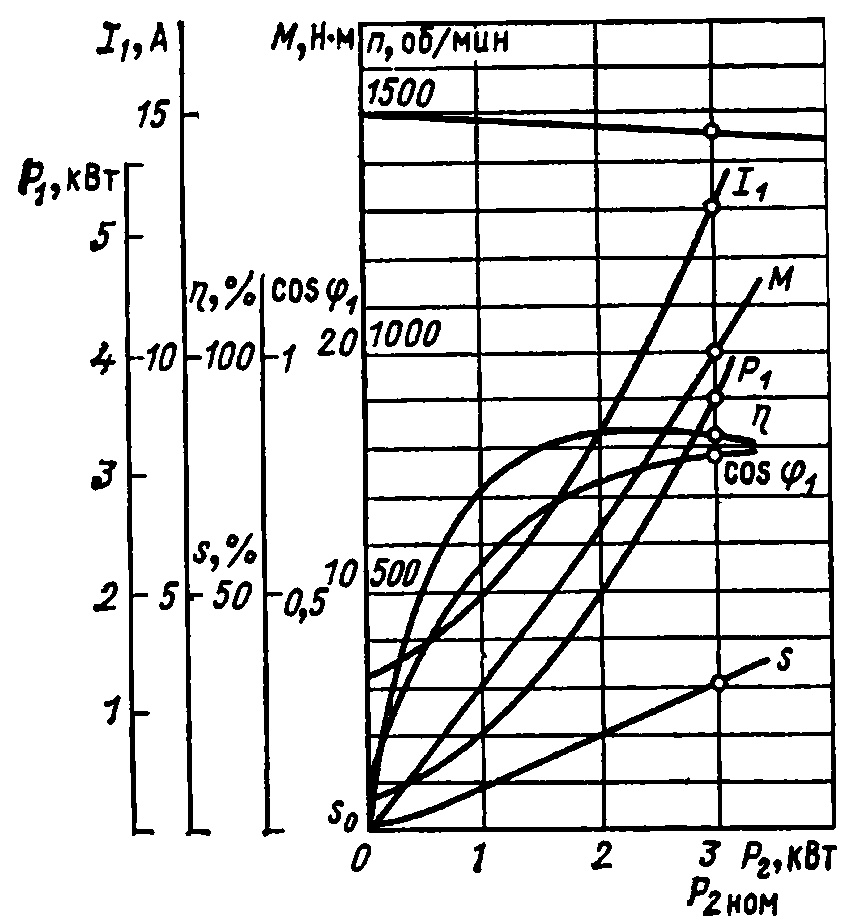 I₁, А M, Н·м n, об/мин
15 1500
P₁, кВт
I₁
5
η, % cos φ₁ M
4 10 100 1 20 1000
P₁
η
3 cos φ₁
s, %
2 5 50 0,5 10 500
s
1
s₀
0 1 2 3 P₂, кВт
P₂ ном